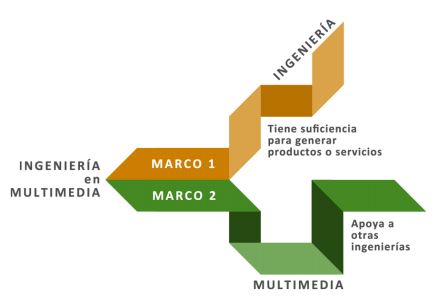 INGENIERÍA
Tiene suficiencia
para generar
productos o servicios
MARCO 1
INGENIERÍA
en
MULTIMEDIA
MARCO 2
Apoya a
otras
ingenierías
MULTIMEDIA